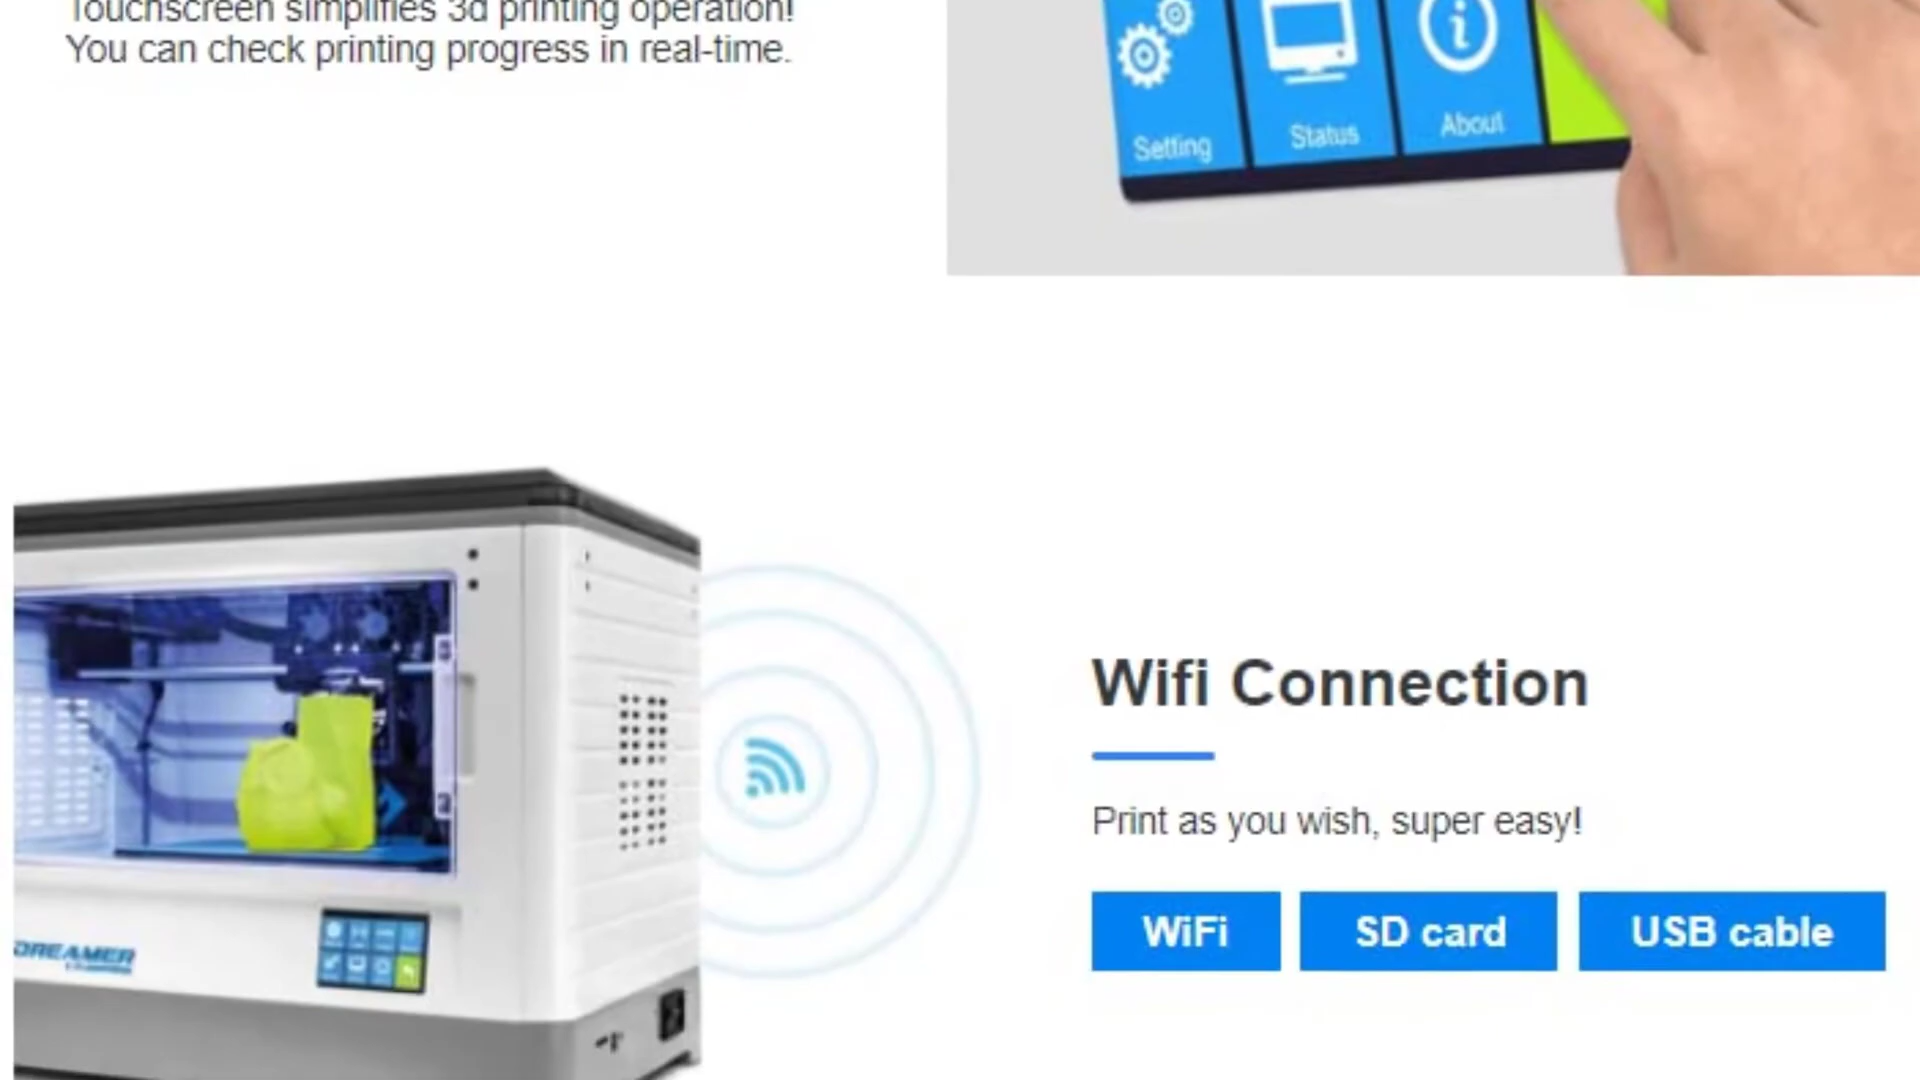 Touchscreen simplifies 3d printing operation!
You can check printing progress in real-time.
Setting
Status
About
Wifi Connection
Print as you wish, super easy!
WiFi
SD card
USB cable
DREAMER